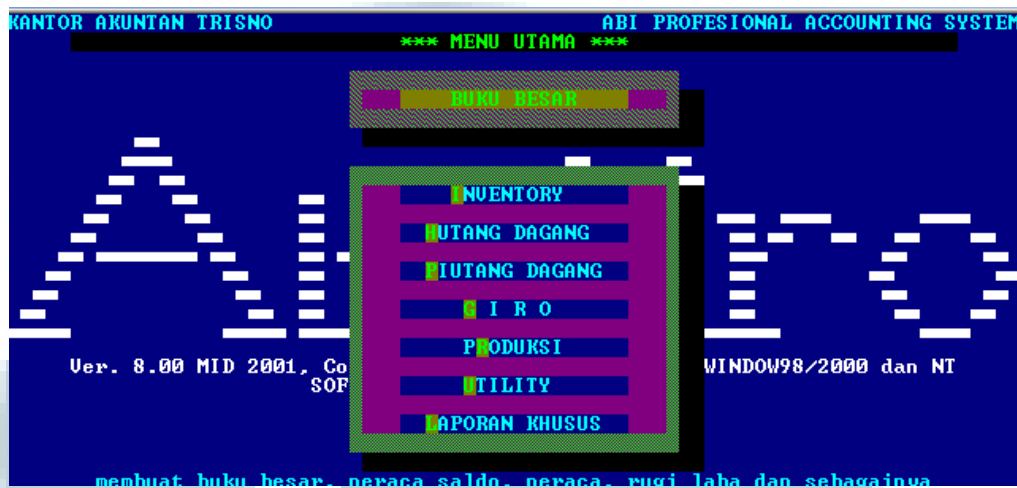 KANTOR AKUNTAN TRISNO ABI PROFESIONAL ACCOUNTING SYSTEM
*** MENU UTAMA ***
BUKU BESAR
INVENTORY
HUTANG DAGANG
PIUTANG DAGANG
G I R O
PRODUKSI
Ver. 8.00 MID 2001, Co WINDOW98/2000 dan NT
SOF UTILITY
LAPORAN KHUSUS
membuat buku besar, neraca saldo, neraca, rugi laba dan sebagainya